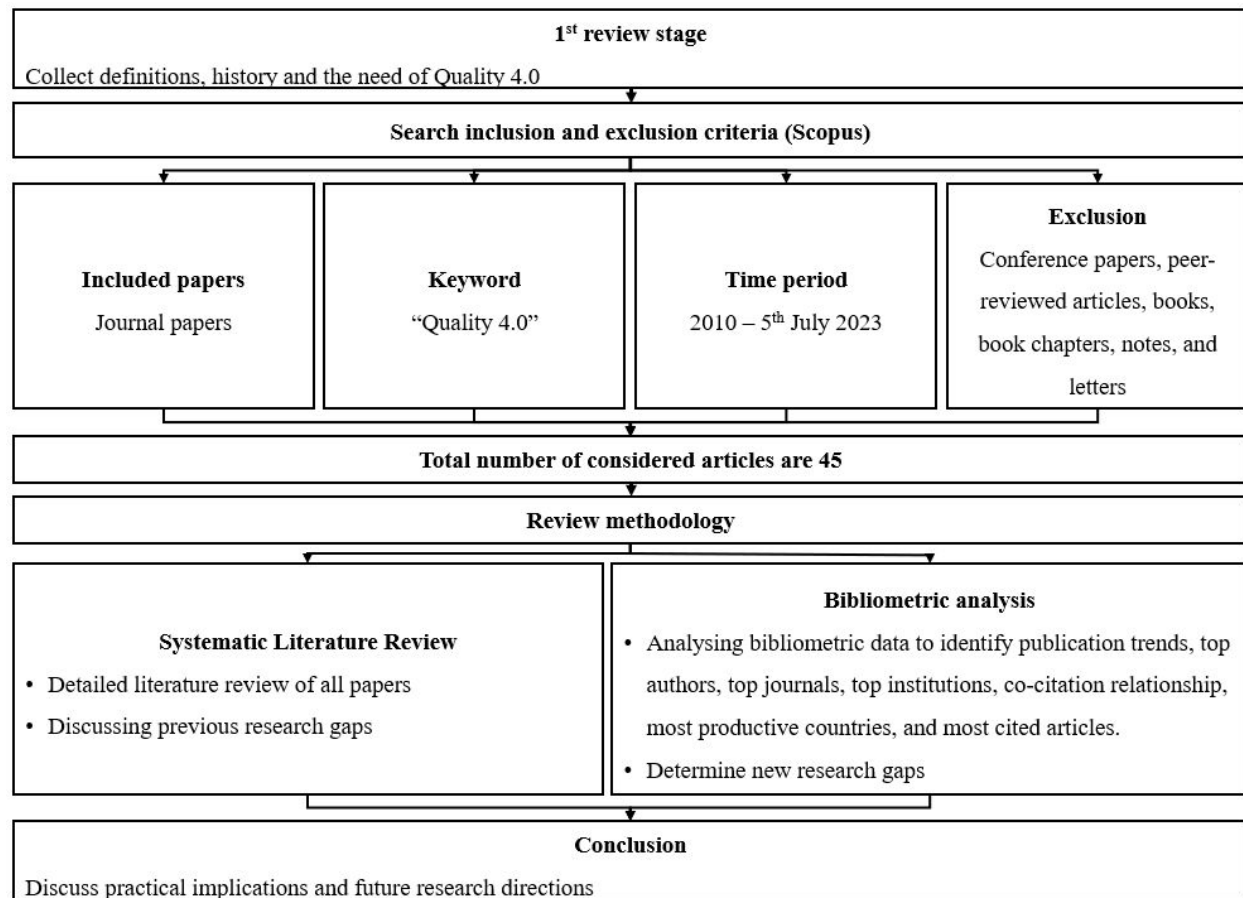 1st review stage
Collect definitions, history and the need of Quality 4.0
Search inclusion and exclusion criteria (Scopus)
Included papers
Journal papers
Keyword
“Quality 4.0”
Time period
2010 – 5th July 2023
Exclusion
Conference papers, peer-
reviewed articles, books,
book chapters, notes, and
letters
Total number of considered articles are 45
Review methodology
Systematic Literature Review
• Detailed literature review of all papers
• Discussing previous research gaps
Bibliometric analysis
• Analysing bibliometric data to identify publication trends, top
authors, top journals, top institutions, co-citation relationship,
most productive countries, and most cited articles.
• Determine new research gaps
Conclusion
Discuss practical implications and future research directions